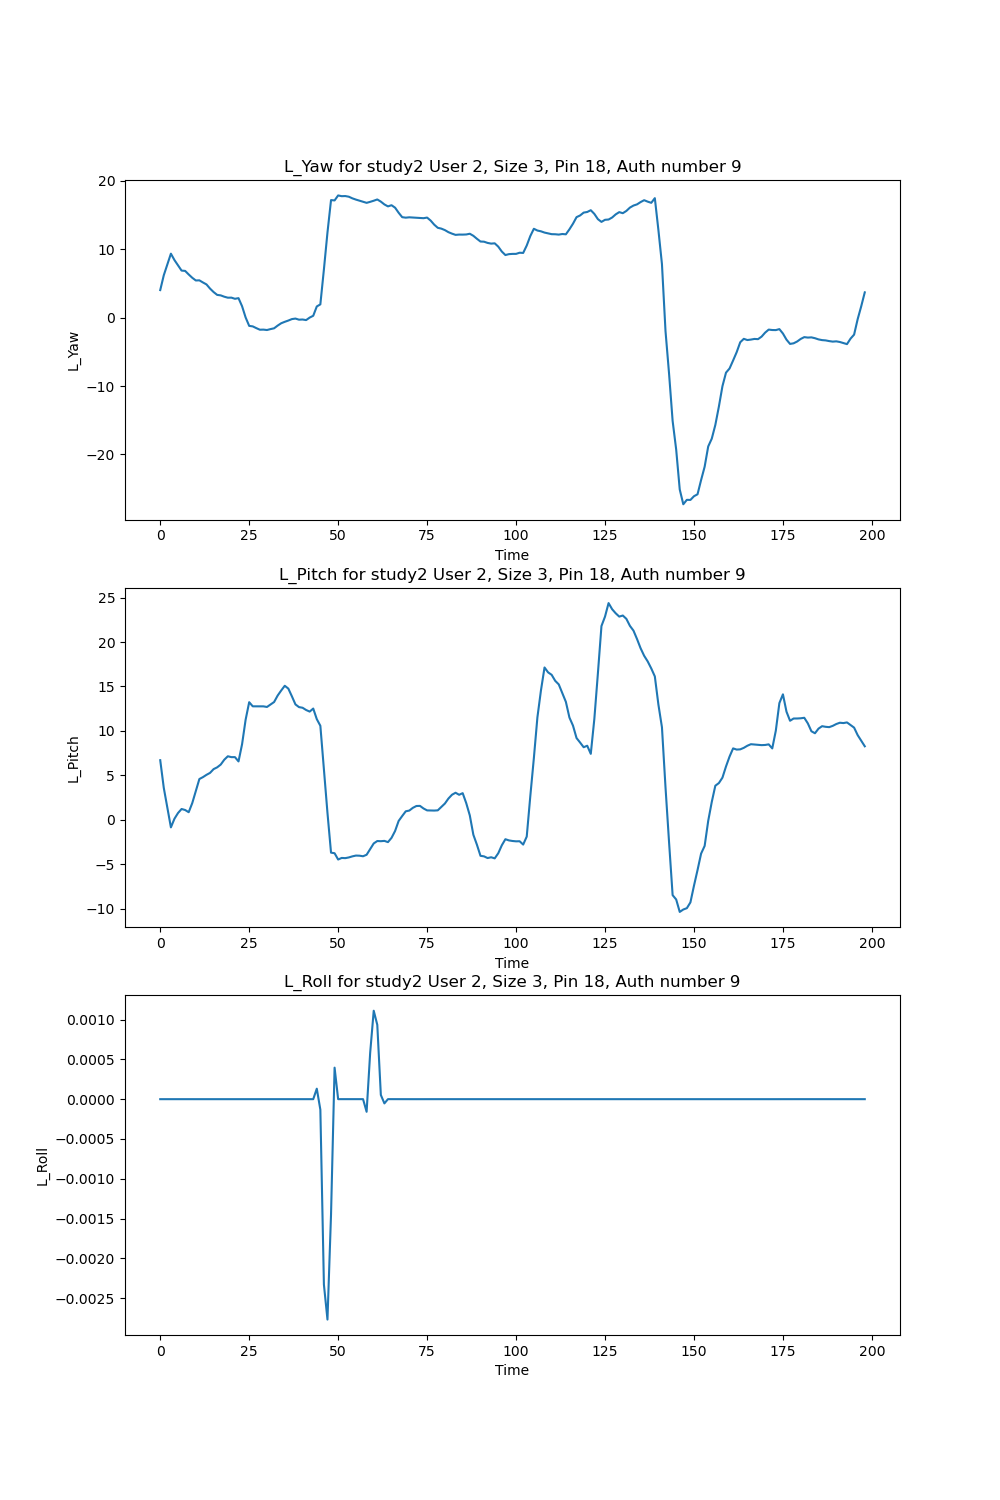 L_Yaw for study2 User 2, Size 3, Pin 18, Auth number 9
20
10
0
−10
−20
L_Yaw
0 25 50 75 100 125 150 175 200
Time
L_Pitch for study2 User 2, Size 3, Pin 18, Auth number 9
25
20
15
10
5
0
−5
−10
L_Pitch
0 25 50 75 100 125 150 175 200
Time
L_Roll for study2 User 2, Size 3, Pin 18, Auth number 9
0.0010
0.0005
0.0000
−0.0005
−0.0010
−0.0015
−0.0020
−0.0025
L_Roll
0 25 50 75 100 125 150 175 200
Time